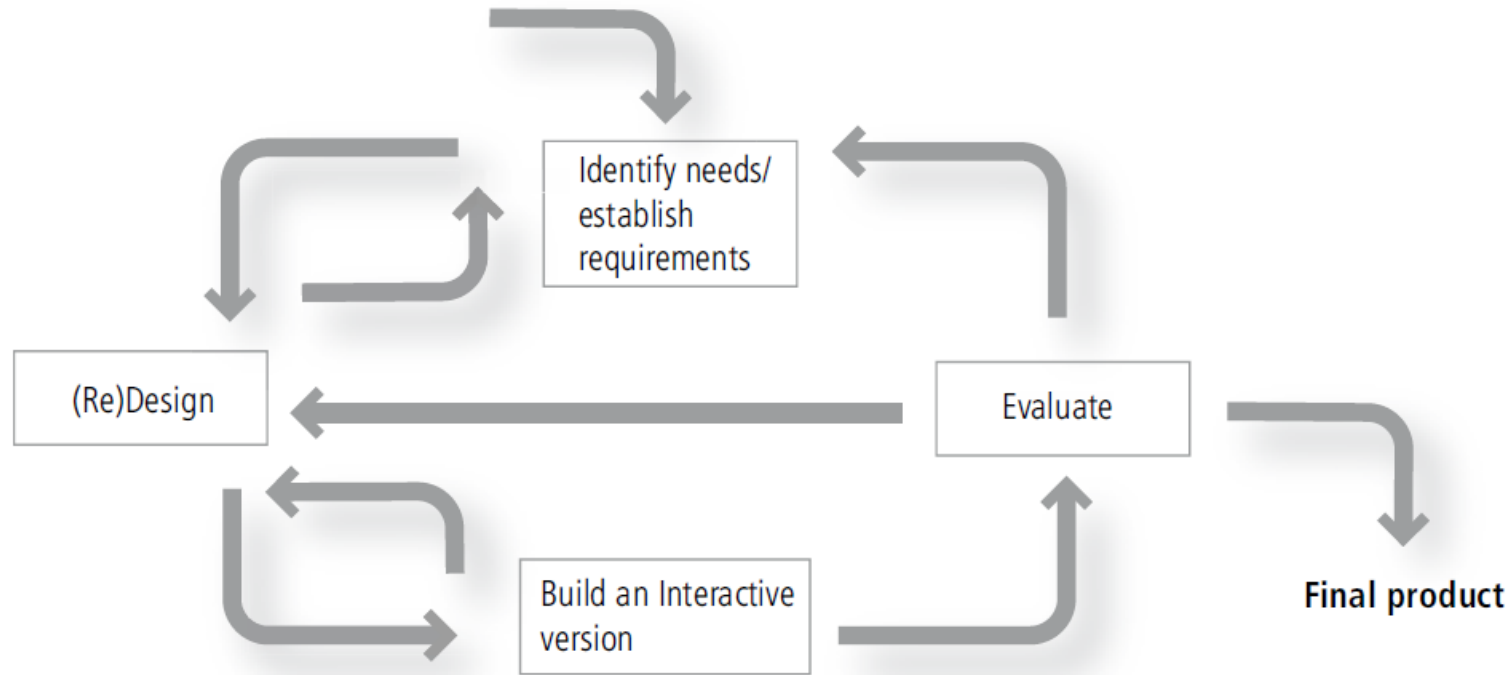 Identify needs/
establish
requirements
(Re)Design
Evaluate
Build an Interactive
version
Final product